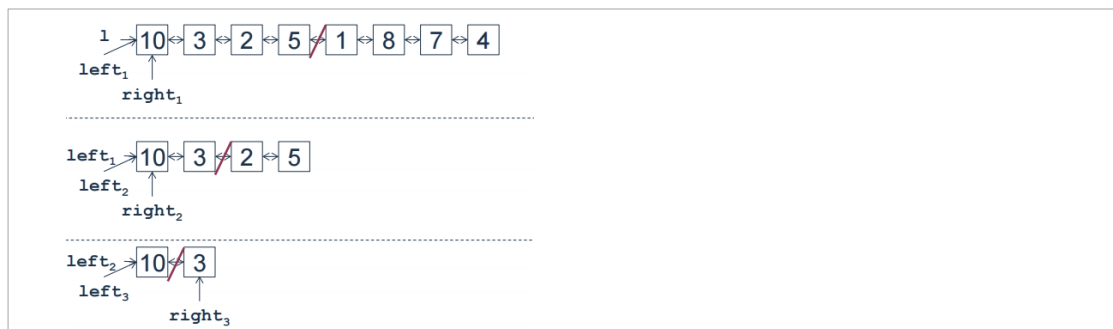 l 10 3 2 5 1 8 7 4
left1
right1
left1 10 3 2 5
left2
right2
left2 10 3
left3
right3